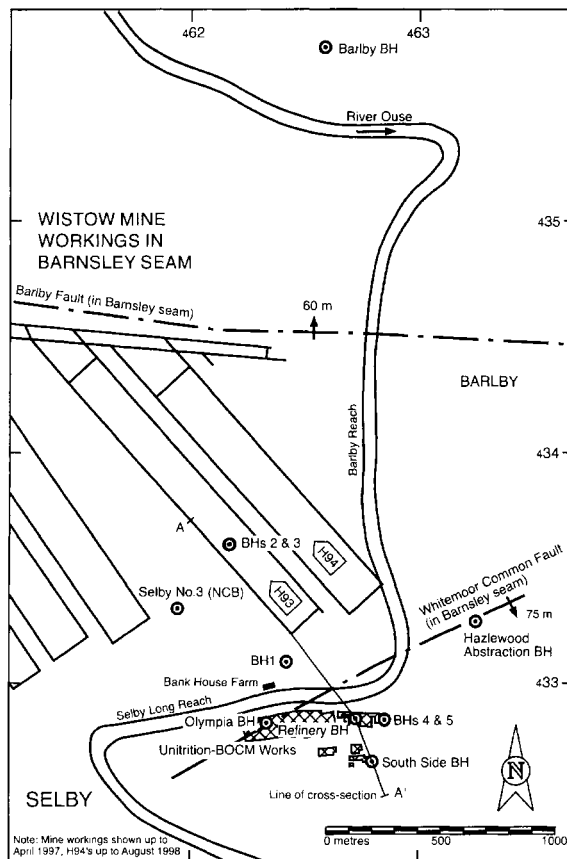 462
463
Barlby BH
River Ouse
435
WISTOW MINE
WORKINGS IN
BARNSLEY SEAM
Barlby Fault (in Barnsley seam)
60 m
BARLBY
Barlby Reach
434
A
BHs 2 & 3
H94
H93
Selby No.3 (NCB)
Whitemoor Common Fault
(in Barnsley seam)
75 m
Hazlewood
Abstraction BH
BH1
Bank House Farm
433
Selby Long Reach
Olympia BH
Refinery BH
BHs 4 & 5
Unitrition-BOCM Works
South Side BH
N
SELBY
Line of cross-section
A'
Note: Mine workings shown up to
April 1997, H94's up to August 1998
0 metres
500
1000